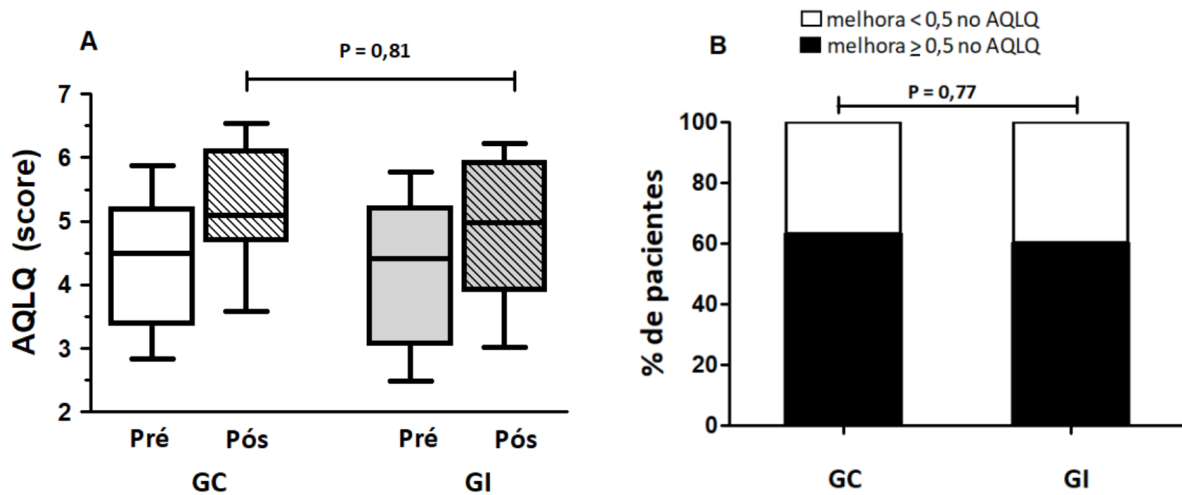 A
P = 0,81
AQLQ (score)
7
6
5
4
3
2
Pré
Pós
Pré
Pós
GC
GI
B
melhora < 0,5 no AQLQ
melhora ≥ 0,5 no AQLQ
P = 0,77
% de pacientes
100
80
60
40
20
0
GC
GI